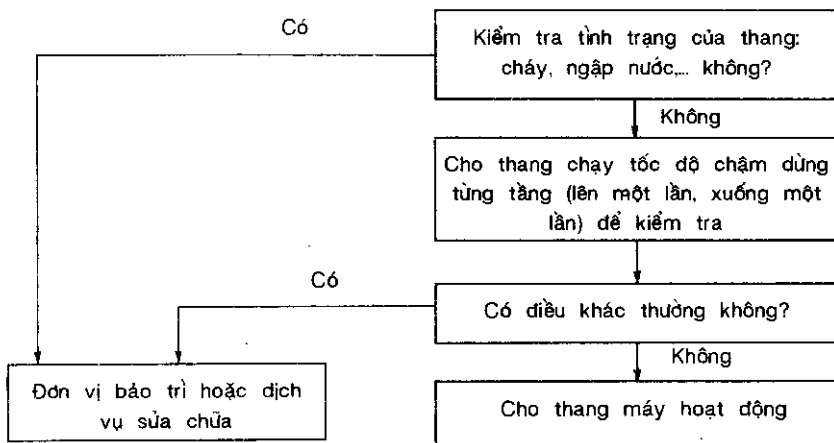 Có
Kiểm tra tình trạng của thang:
cháy, ngập nước,... không?
Không
Cho thang chạy tốc độ chậm dừng
từng tầng (lên một lần, xuống một
lần) để kiểm tra
Có
Có điều khác thường không?
Không
Đơn vị bảo trì hoặc dịch
vụ sửa chữa
Cho thang máy hoạt động